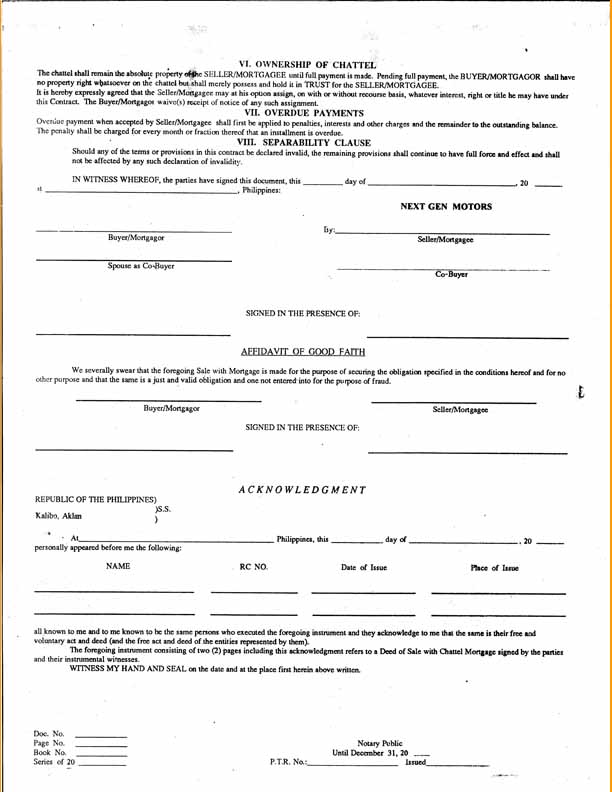 VI. OWNERSHIP OF CHATTEL
The chattel shall remain the absolute property of the SELLER/MORTGAGEE until full payment is made. Pending full payment, the BUYER/MORTGAGOR shall have
no property right whatsoever on the chattel but shall merely possess and hold it in TRUST for the SELLER/MORTGAGEE.
It is hereby expressly agreed that the Seller/Mortgagee may at his option assign, on with or without recourse basis, whatever interest, right or title he may have under
this Contract. The Buyer/Mortgagos waivo(s) receipt of notice of any such assignment.
VII. OVERDUE PAYMENTS
Overdue payment when accepted by Seller/Mortgagee shall first be applied to penalties, interests and other charges and the remainder to the outstanding balance.
The penalty shall be charged for every month or fraction thereof that an installment is overdue.
VIII. SEPARABILITY CLAUSE
Should any of the terms or provisions in this contract be declared invalid, the remaining provisions shall continue to have full force and effect and shall
not be affected by any such declaration of invalidity.
IN WITNESS WHEREOF, the parties have signed this document, this ________ day of ______________________________, 20 ______
at ______________________________________, Philippines:
NEXT GEN MOTORS
By:____________________________
Buyer/Mortgagor Seller/Mortgagee
Spouse as Co-Buyer
Co-Buyer
SIGNED IN THE PRESENCE OF:
AFFIDAVIT OF GOOD FAITH
We severally swear that the foregoing Sale with Mortgage is made for the purpose of securing the obligation specified in the conditions hereof and for no
other purpose and that the same is a just and valid obligation and one not entered into for the purpose of fraud.
Buyer/Mortgagor Seller/Mortgagee
SIGNED IN THE PRESENCE OF:
ACKNOWLEDGMENT
REPUBLIC OF THE PHILIPPINES)
)S.S.
Kalibo, Aklan )
At______________________________________ Philippines, this ______ day of ______________________, 20 ______
personally appeared before me the following:
NAME RC NO. Date of Issue Place of Issue
all known to me and to me known to be the same persons who executed the foregoing instrument and they acknowledge to me that the same is their free and
voluntary act and deed (and the free act and deed of the entities represented by them).
The foregoing instrument consisting of two (2) pages including this acknowledgment refers to a Deed of Sale with Chattel Mortgage signed by the parties
and their instrumental witnesses.
WITNESS MY HAND AND SEAL on the date and at the place first herein above written.
Doc. No. __________
Page No. __________
Book No. __________
Series of 20 __________
Notary Public
Until December 31, 20 ____
P.T.R. No.:__________________ Issued____________